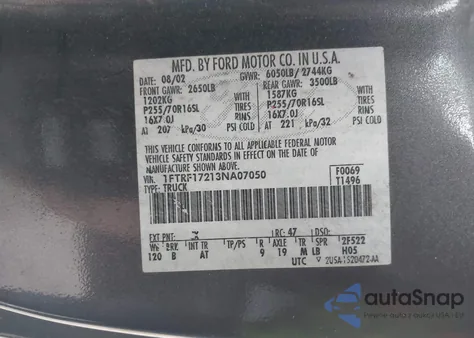 MFD. BY FORD MOTOR CO. IN U.S.A.
DATE: 08/02 GVWR: 6050LB/ 2744KG
FRONT GAWR: 2650LB REAR GAWR: 3500LB
1202KG WITH 1587KG WITH
P255/70R16SL TIRES P255/70R16SL TIRES
16X7.0J RIMS 16X7.0J RIMS
AT 207 kPa/30 PSI COLD AT 221 kPa/32 PSI COLD
THIS VEHICLE CONFORMS TO ALL APPLICABLE FEDERAL MOTOR
VEHICLE SAFETY STANDARDS IN EFFECT ON THE DATE OF
MANUFACTURE SHOWN ABOVE.
VIN: 1FTRF17213NA07050 F0069
TYPE: TRUCK T1496
EXT PNT: RC: 47 DSO:
WB BRK INT TR TP/PS R AXLE TR SPR 2F522
120 B AT 9 19 M LB H05
UTC
autoSnap